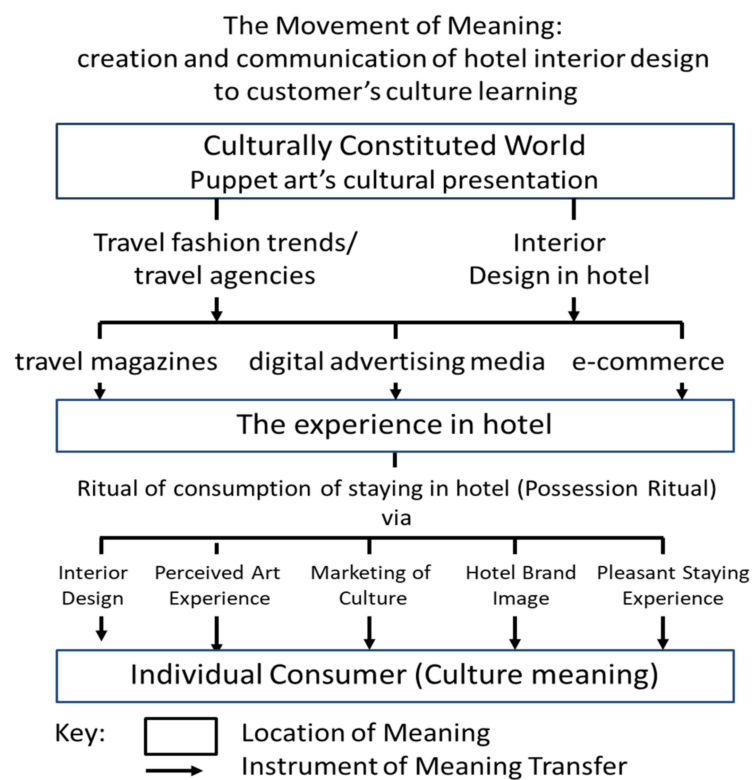 The Movement of Meaning:
creation and communication of hotel interior design
to customer's culture learning
Culturally Constituted World
Puppet art's cultural presentation
Travel fashion trends/
travel agencies
Interior
Design in hotel
travel magazines
digital advertising media
e-commerce
The experience in hotel
Ritual of consumption of staying in hotel (Possession Ritual)
via
Interior
Design
Perceived Art
Experience
Marketing of
Culture
Hotel Brand
Image
Pleasant Staying
Experience
Individual Consumer (Culture meaning)
Key:
Location of Meaning
Instrument of Meaning Transfer